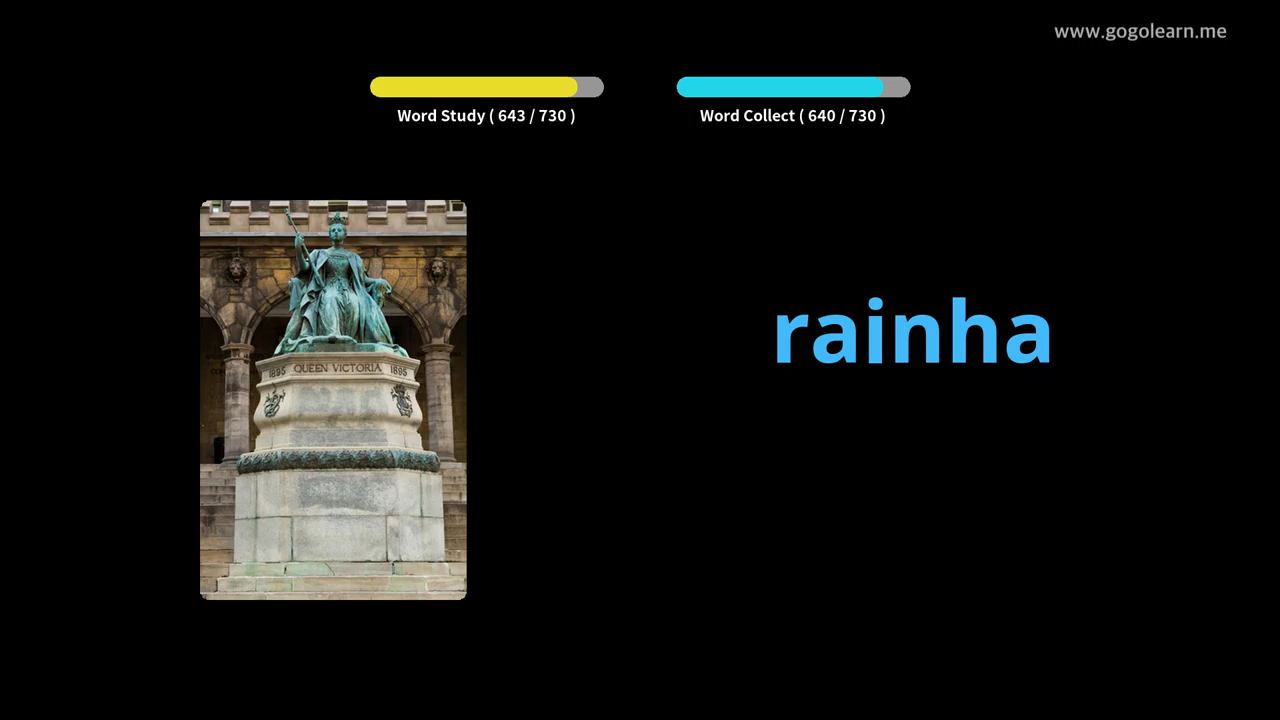 www.gogolearn.me
Word Study ( 643 / 730 )
Word Collect ( 640 / 730 )
1895 QUEEN VICTORIA 1895
rainha